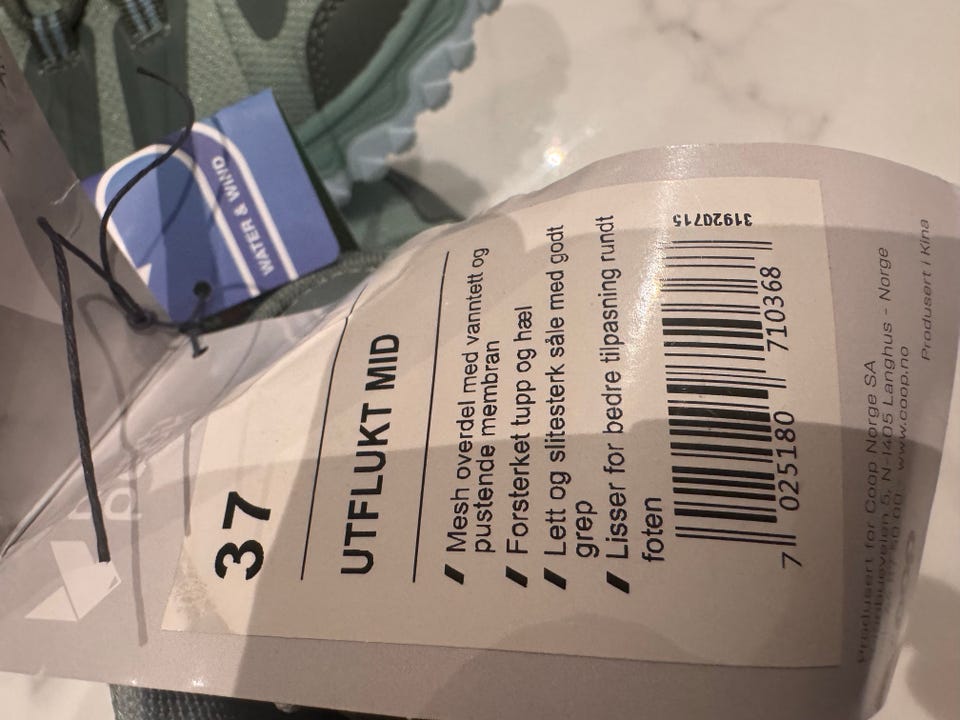 WATER & WIND
37
UTFLUKT MID
Mesh overdel med vanntett og
pustende membran
Forsterket tupp og hæl
Lett og slitesterk såle med godt
grep
Lisser for bedre tilpasning rundt
foten
31920715
7 025180 710368
Produsert for Coop Norge SA
5, N-1405 Langhus - Norge
www.coop.no
Produsert i Kina